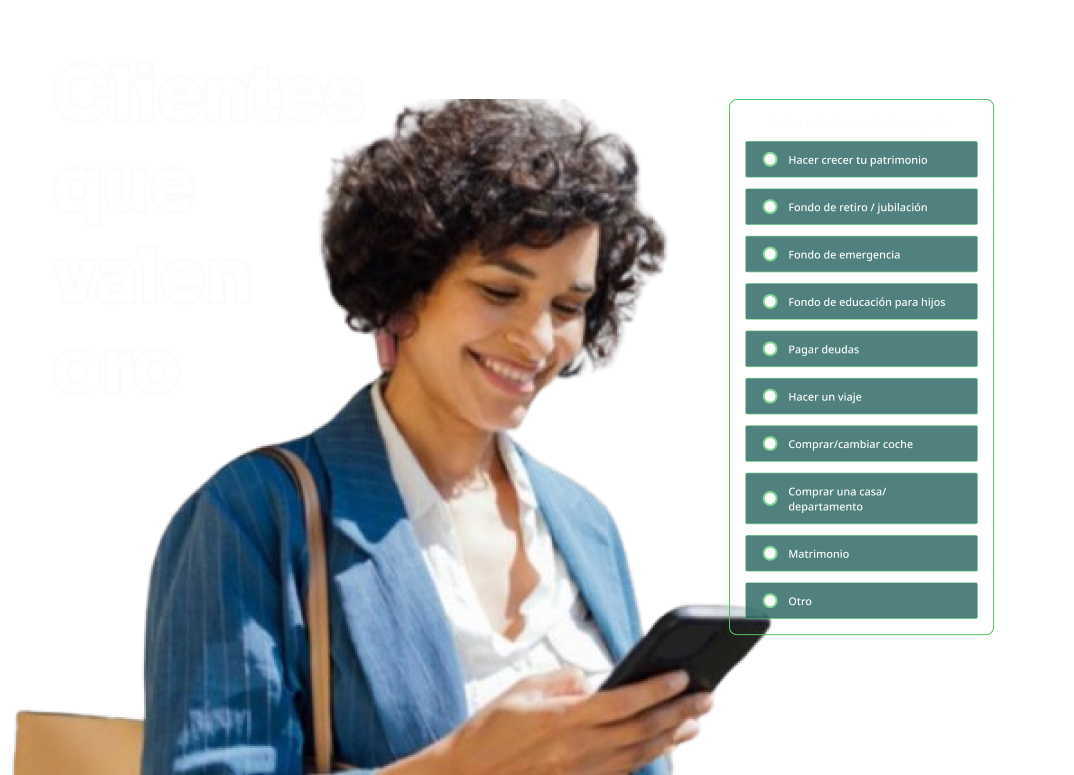 Clientes
que
valen
oro
Hacer crecer tu patrimonio
Fondo de retiro / jubilación
Fondo de emergencia
Fondo de educación para hijos
Pagar deudas
Hacer un viaje
Comprar/cambiar coche
Comprar una casa/
departamento
Matrimonio
Otro